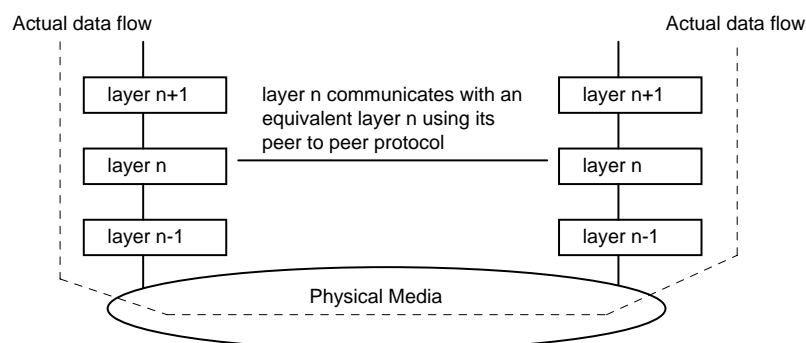 Actual data flow
Actual data flow
layer n+1
layer n communicates with an
equivalent layer n using its
peer to peer protocol
layer n+1
layer n
layer n
layer n-1
layer n-1
Physical Media